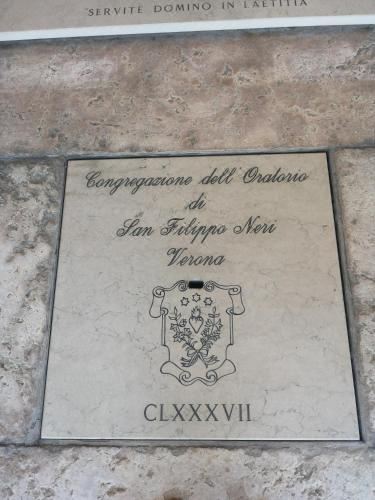 "SERVITE DOMINO IN LAETITIA
Congregazione dell'Oratorio
di
San Filippo Neri
Verona
CLXXXVII